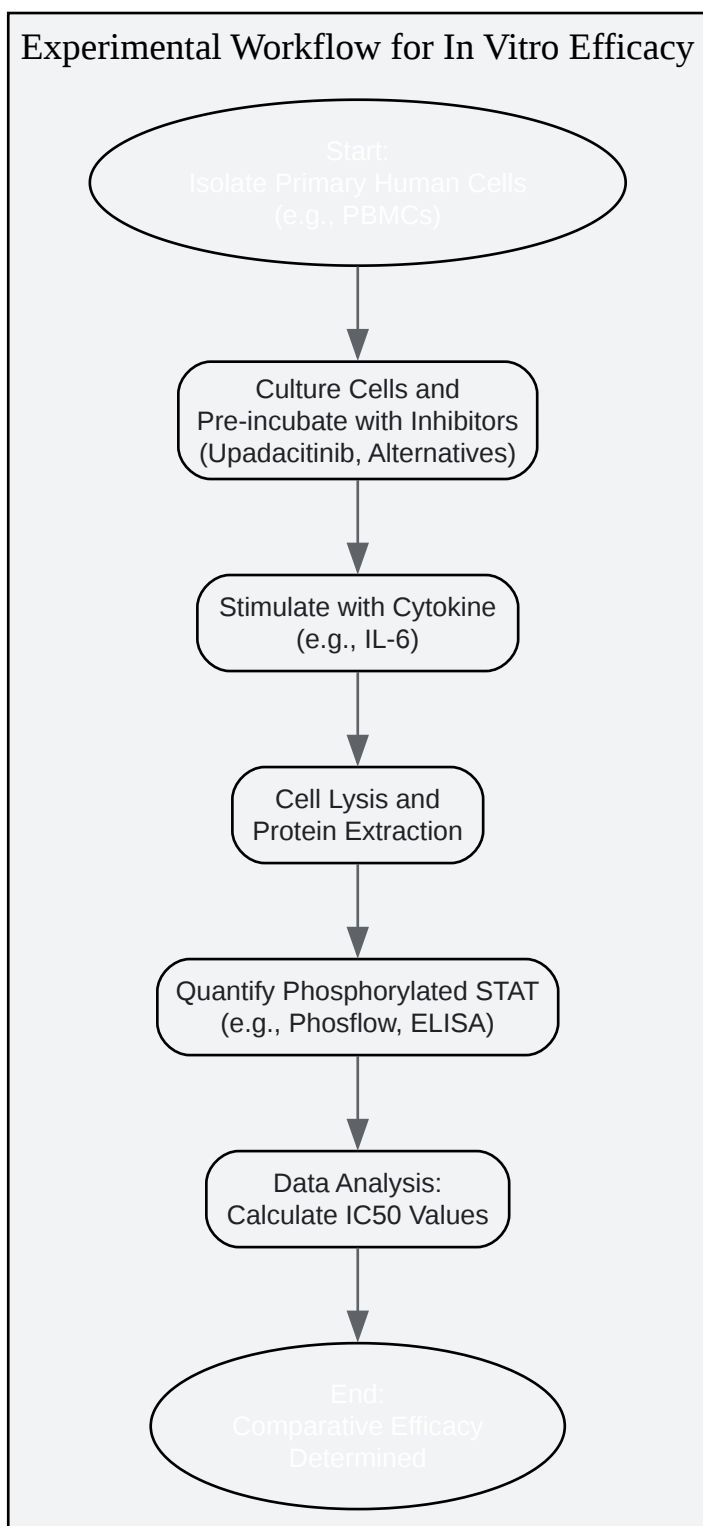 Experimental Workflow for In Vitro Efficacy
Start:
Isolate Primary Human Cells
(e.g., PBMCs)
Culture Cells and
Pre-incubate with Inhibitors
(Upadacitinib, Alternatives)
Stimulate with Cytokine
(e.g., IL-6)
Cell Lysis and
Protein Extraction
Quantify Phosphorylated STAT
(e.g., Phosflow, ELISA)
Data Analysis:
Calculate IC50 Values
End:
Comparative Efficacy
Determined